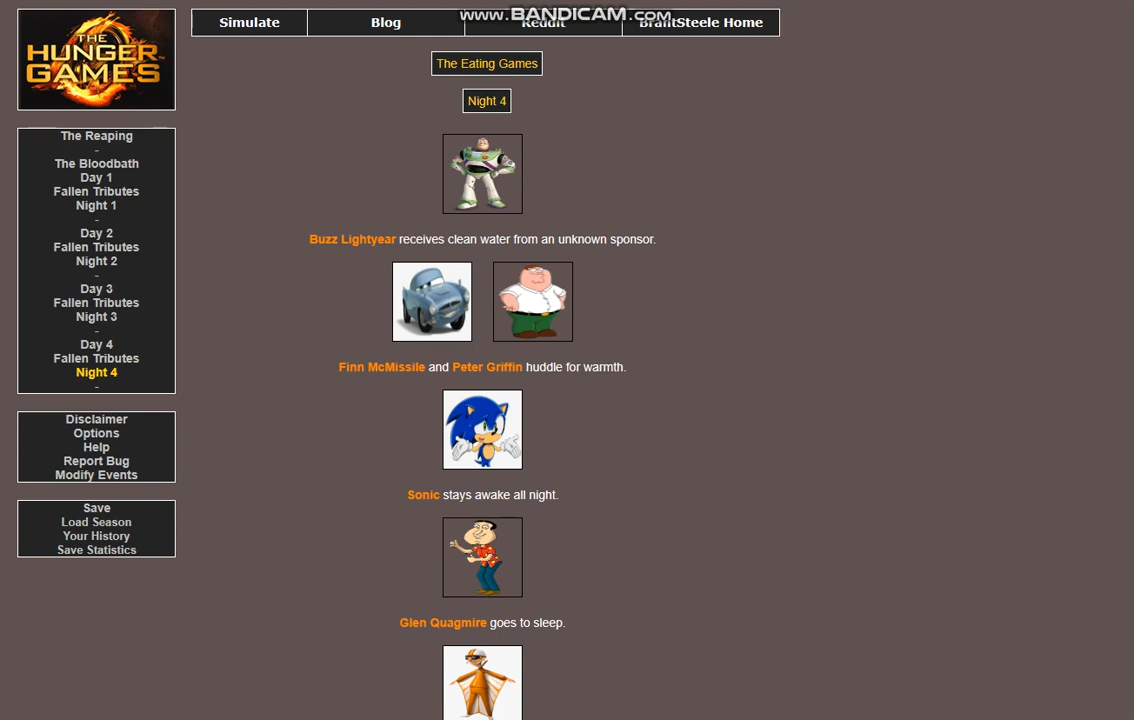 www.BANDICAM.com
THE HUNGER GAMES
Simulate
Blog
Reddit
BrantSteele Home
The Eating Games
Night 4
The Reaping
-
The Bloodbath
Day 1
Fallen Tributes
Night 1
-
Day 2
Fallen Tributes
Night 2
-
Day 3
Fallen Tributes
Night 3
-
Day 4
Fallen Tributes
Night 4
-
Disclaimer
Options
Help
Report Bug
Modify Events
Save
Load Season
Your History
Save Statistics
Buzz Lightyear receives clean water from an unknown sponsor.
Finn McMissile and Peter Griffin huddle for warmth.
Sonic stays awake all night.
Glen Quagmire goes to sleep.